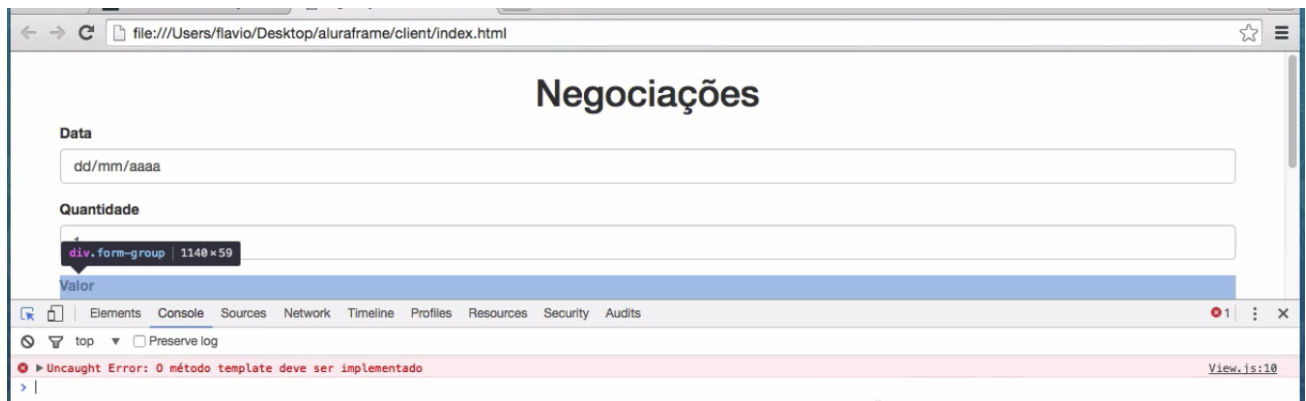 file:///Users/flavio/Desktop/aluraframe/client/index.html
Negociações
Data
dd/mm/aaaa
Quantidade
div.form-group | 1140×59
Valor
Elements Console Sources Network Timeline Profiles Resources Security Audits 1
top Preserve log
Uncaught Error: O método template deve ser implementado View.js:10